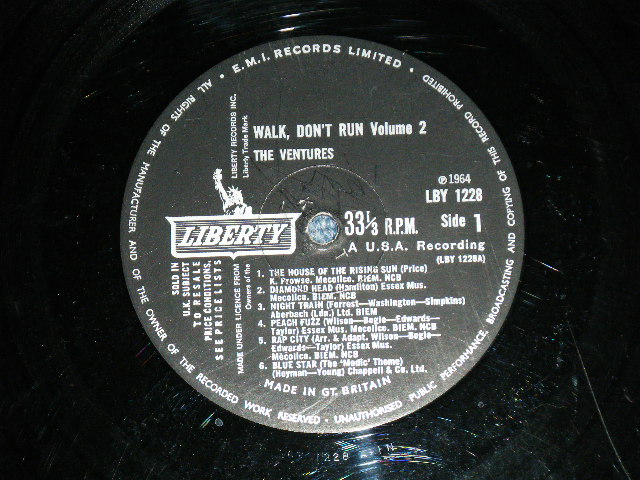 E.M.I. RECORDS LIMITED
ALL RIGHTS OF THE MANUFACTURER AND OF THE OWNER OF THE RECORDED WORK RESERVED · UNAUTHORISED PUBLIC PERFORMANCE, BROADCASTING AND COPYING OF THIS RECORD PROHIBITED
WALK, DON'T RUN Volume 2
THE VENTURES
LIBERTY RECORDS INC.
Liberty Trade Mark
℗ 1964
LBY 1228
33⅓ R.P.M.
Side 1
LIBERTY
A U.S.A. Recording
(LBY 1228A)
SOLD IN
U.K. SUBJECT
TO RESALE
PRICE CONDITIONS,
SEE PRICE LISTS
MADE UNDER LICENCE FROM
Owners of the
1. THE HOUSE OF THE RISING SUN (Price)
K. Prowse. Mecolico. BIEM. NCB
2. DIAMOND HEAD (Hamilton) Essex Mus.
Mecolico. BIEM. NCB
3. NIGHT TRAIN (Forrest—Washington—Simpkins)
Aberbach (Ldn.) Ltd. BIEM
4. PEACH FUZZ (Wilson—Bogle—Edwards—
Taylor) Essex Mus. Mecolico. BIEM. NCB
5. RAP CITY (Arr. & Adapt. Wilson—Bogle—
Edwards—Taylor) Essex Mus.
Mecolico. BIEM. NCB
6. BLUE STAR (The 'Medic' Theme)
(Heyman—Young) Chappell & Co. Ltd.
MADE IN GT. BRITAIN
1228